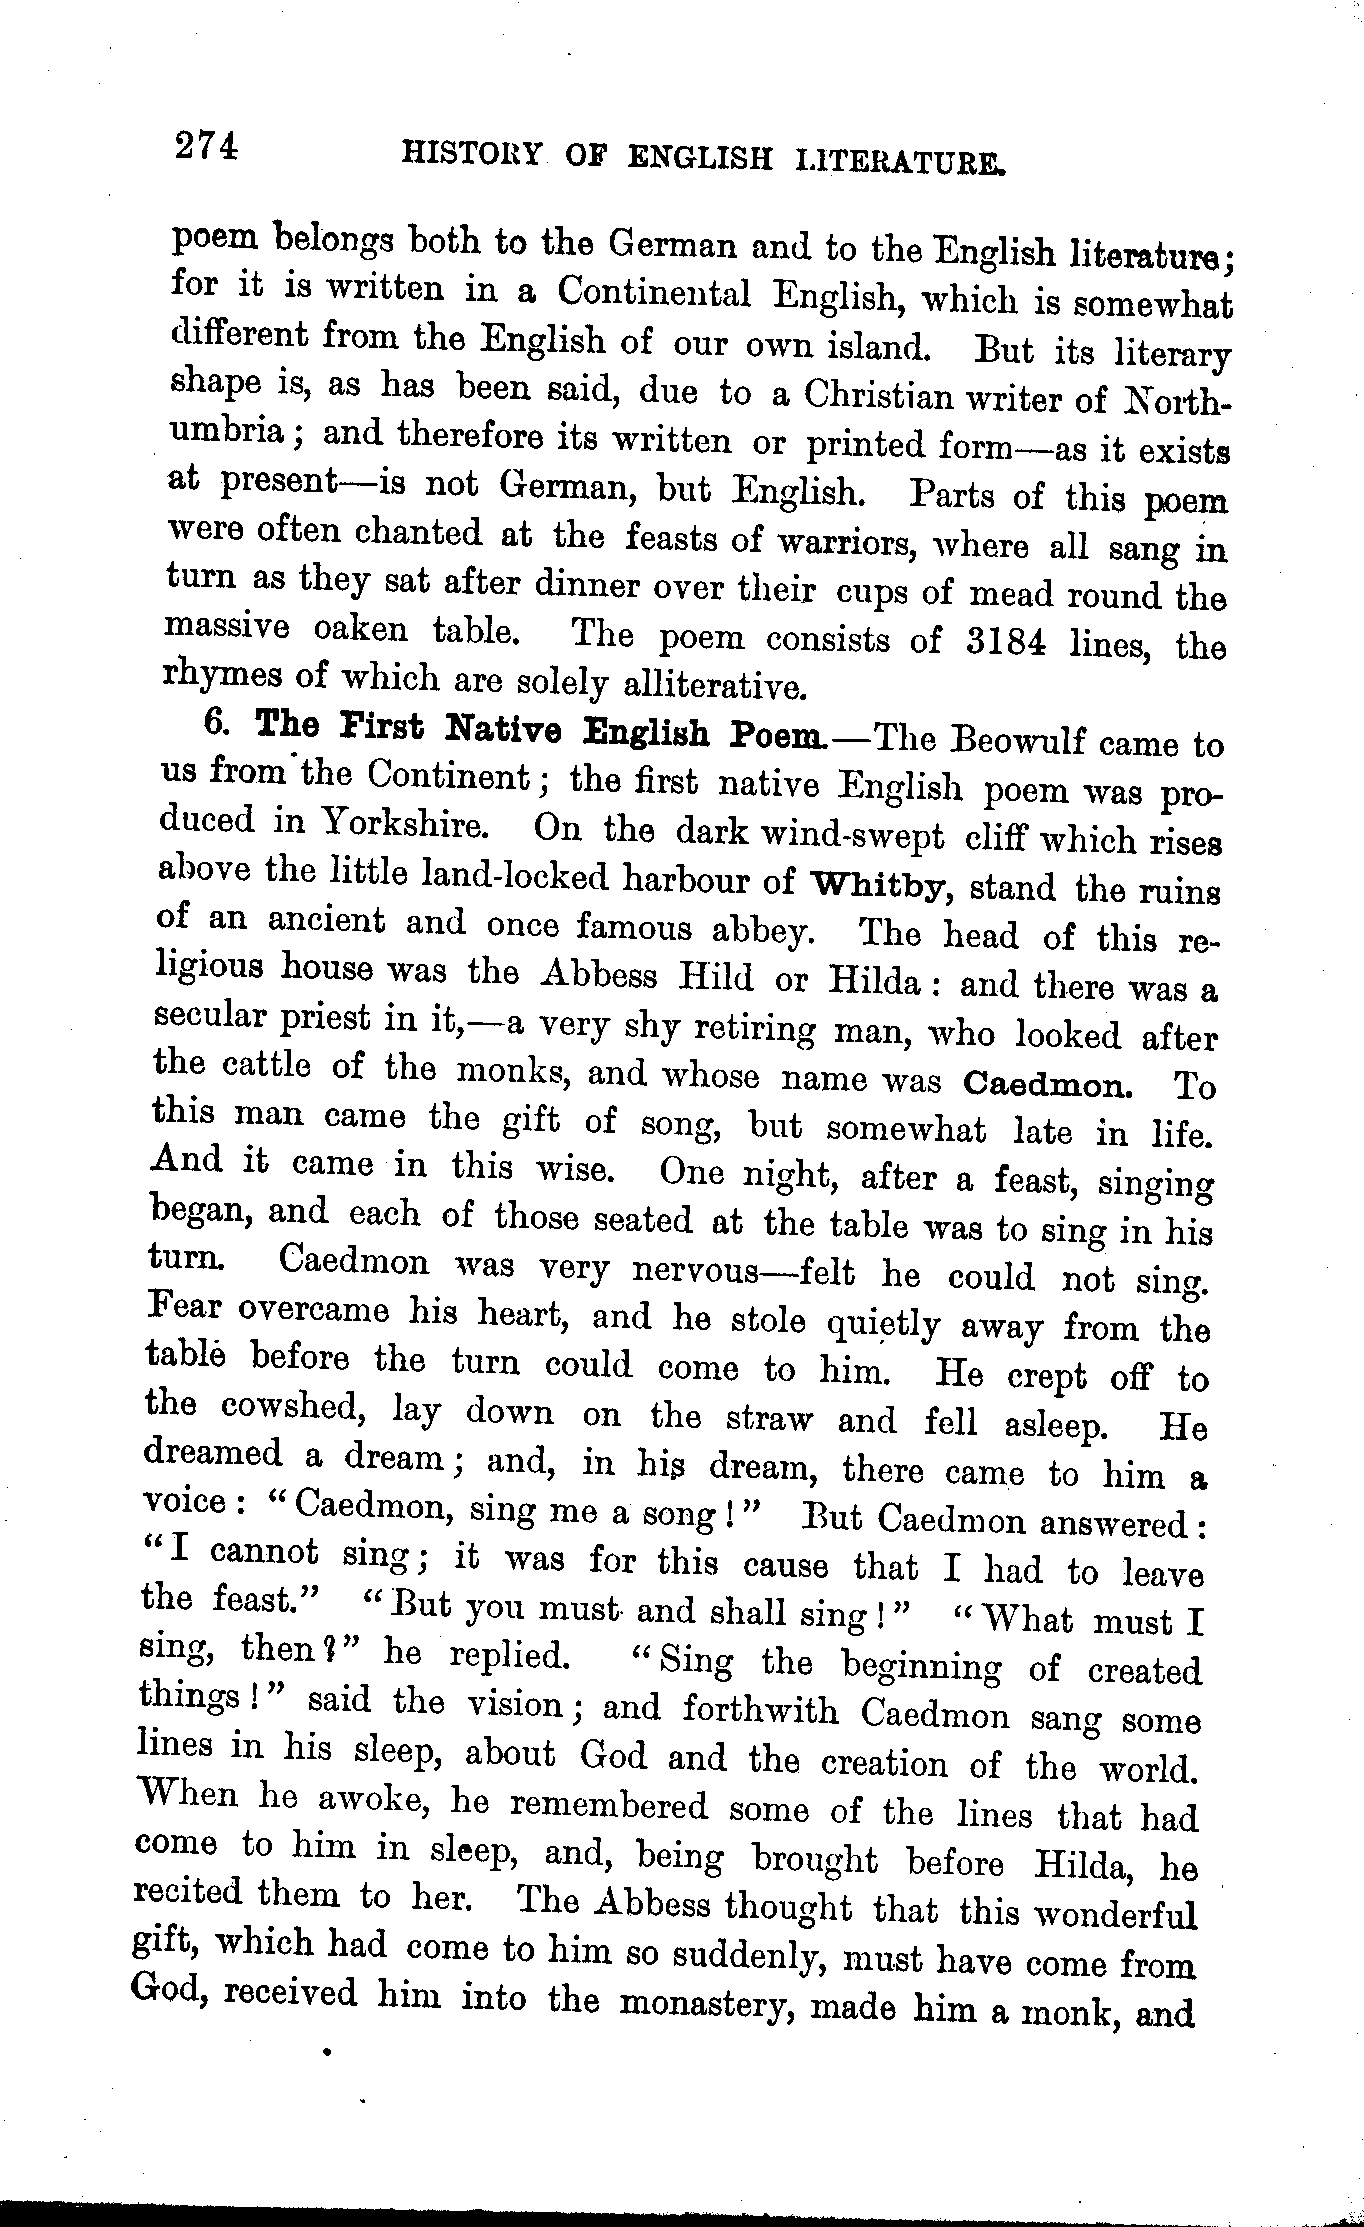 274 HISTORY OF ENGLISH LITERATURE.
poem belongs both to the German and to the English literature;
for it is written in a Continental English, which is somewhat
different from the English of our own island. But its literary
shape is, as has been said, due to a Christian writer of North-
umbria; and therefore its written or printed form—as it exists
at present—is not German, but English. Parts of this poem
were often chanted at the feasts of warriors, where all sang in
turn as they sat after dinner over their cups of mead round the
massive oaken table. The poem consists of 3184 lines, the
rhymes of which are solely alliterative.
6. The First Native English Poem.—The Beowulf came to
us from the Continent; the first native English poem was pro-
duced in Yorkshire. On the dark wind-swept cliff which rises
above the little land-locked harbour of Whitby, stand the ruins
of an ancient and once famous abbey. The head of this re-
ligious house was the Abbess Hild or Hilda: and there was a
secular priest in it,—a very shy retiring man, who looked after
the cattle of the monks, and whose name was Caedmon. To
this man came the gift of song, but somewhat late in life.
And it came in this wise. One night, after a feast, singing
began, and each of those seated at the table was to sing in his
turn. Caedmon was very nervous—felt he could not sing.
Fear overcame his heart, and he stole quietly away from the
table before the turn could come to him. He crept off to
the cowshed, lay down on the straw and fell asleep. He
dreamed a dream; and, in his dream, there came to him a
voice: "Caedmon, sing me a song!" But Caedmon answered:
"I cannot sing; it was for this cause that I had to leave
the feast." "But you must and shall sing!" "What must I
sing, then?" he replied. "Sing the beginning of created
things!" said the vision; and forthwith Caedmon sang some
lines in his sleep, about God and the creation of the world.
When he awoke, he remembered some of the lines that had
come to him in sleep, and, being brought before Hilda, he
recited them to her. The Abbess thought that this wonderful
gift, which had come to him so suddenly, must have come from
God, received him into the monastery, made him a monk, and